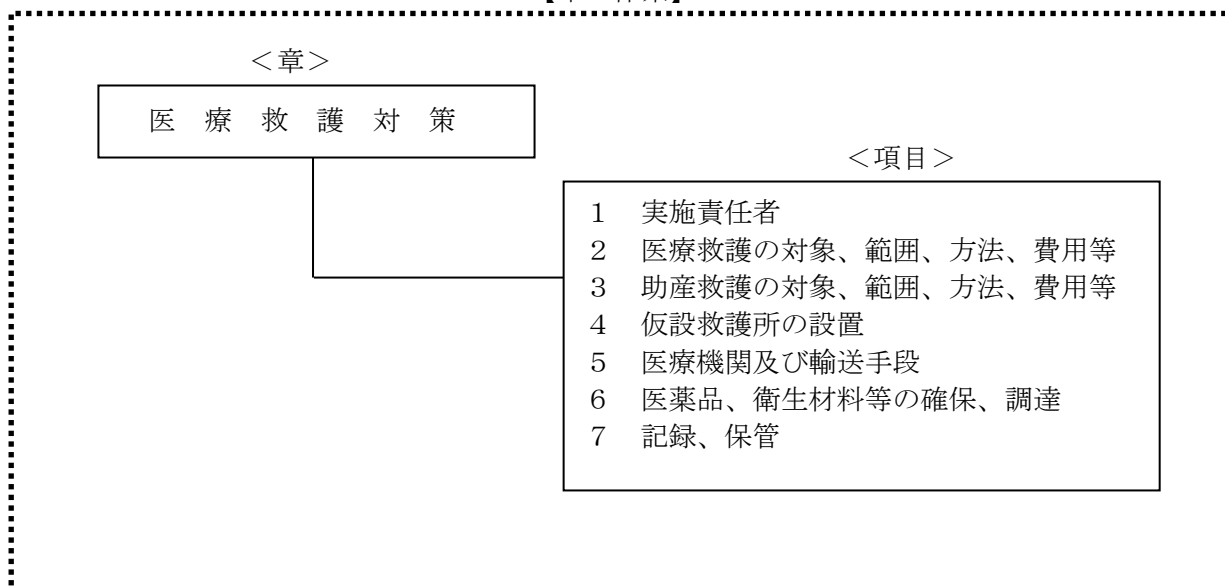 ＜章＞
医 療 救 護 対 策
＜項目＞
１ 実施責任者
２ 医療救護の対象、範囲、方法、費用等
３ 助産救護の対象、範囲、方法、費用等
４ 仮設救護所の設置
５ 医療機関及び輸送手段
６ 医薬品、衛生材料等の確保、調達
７ 記録、保管